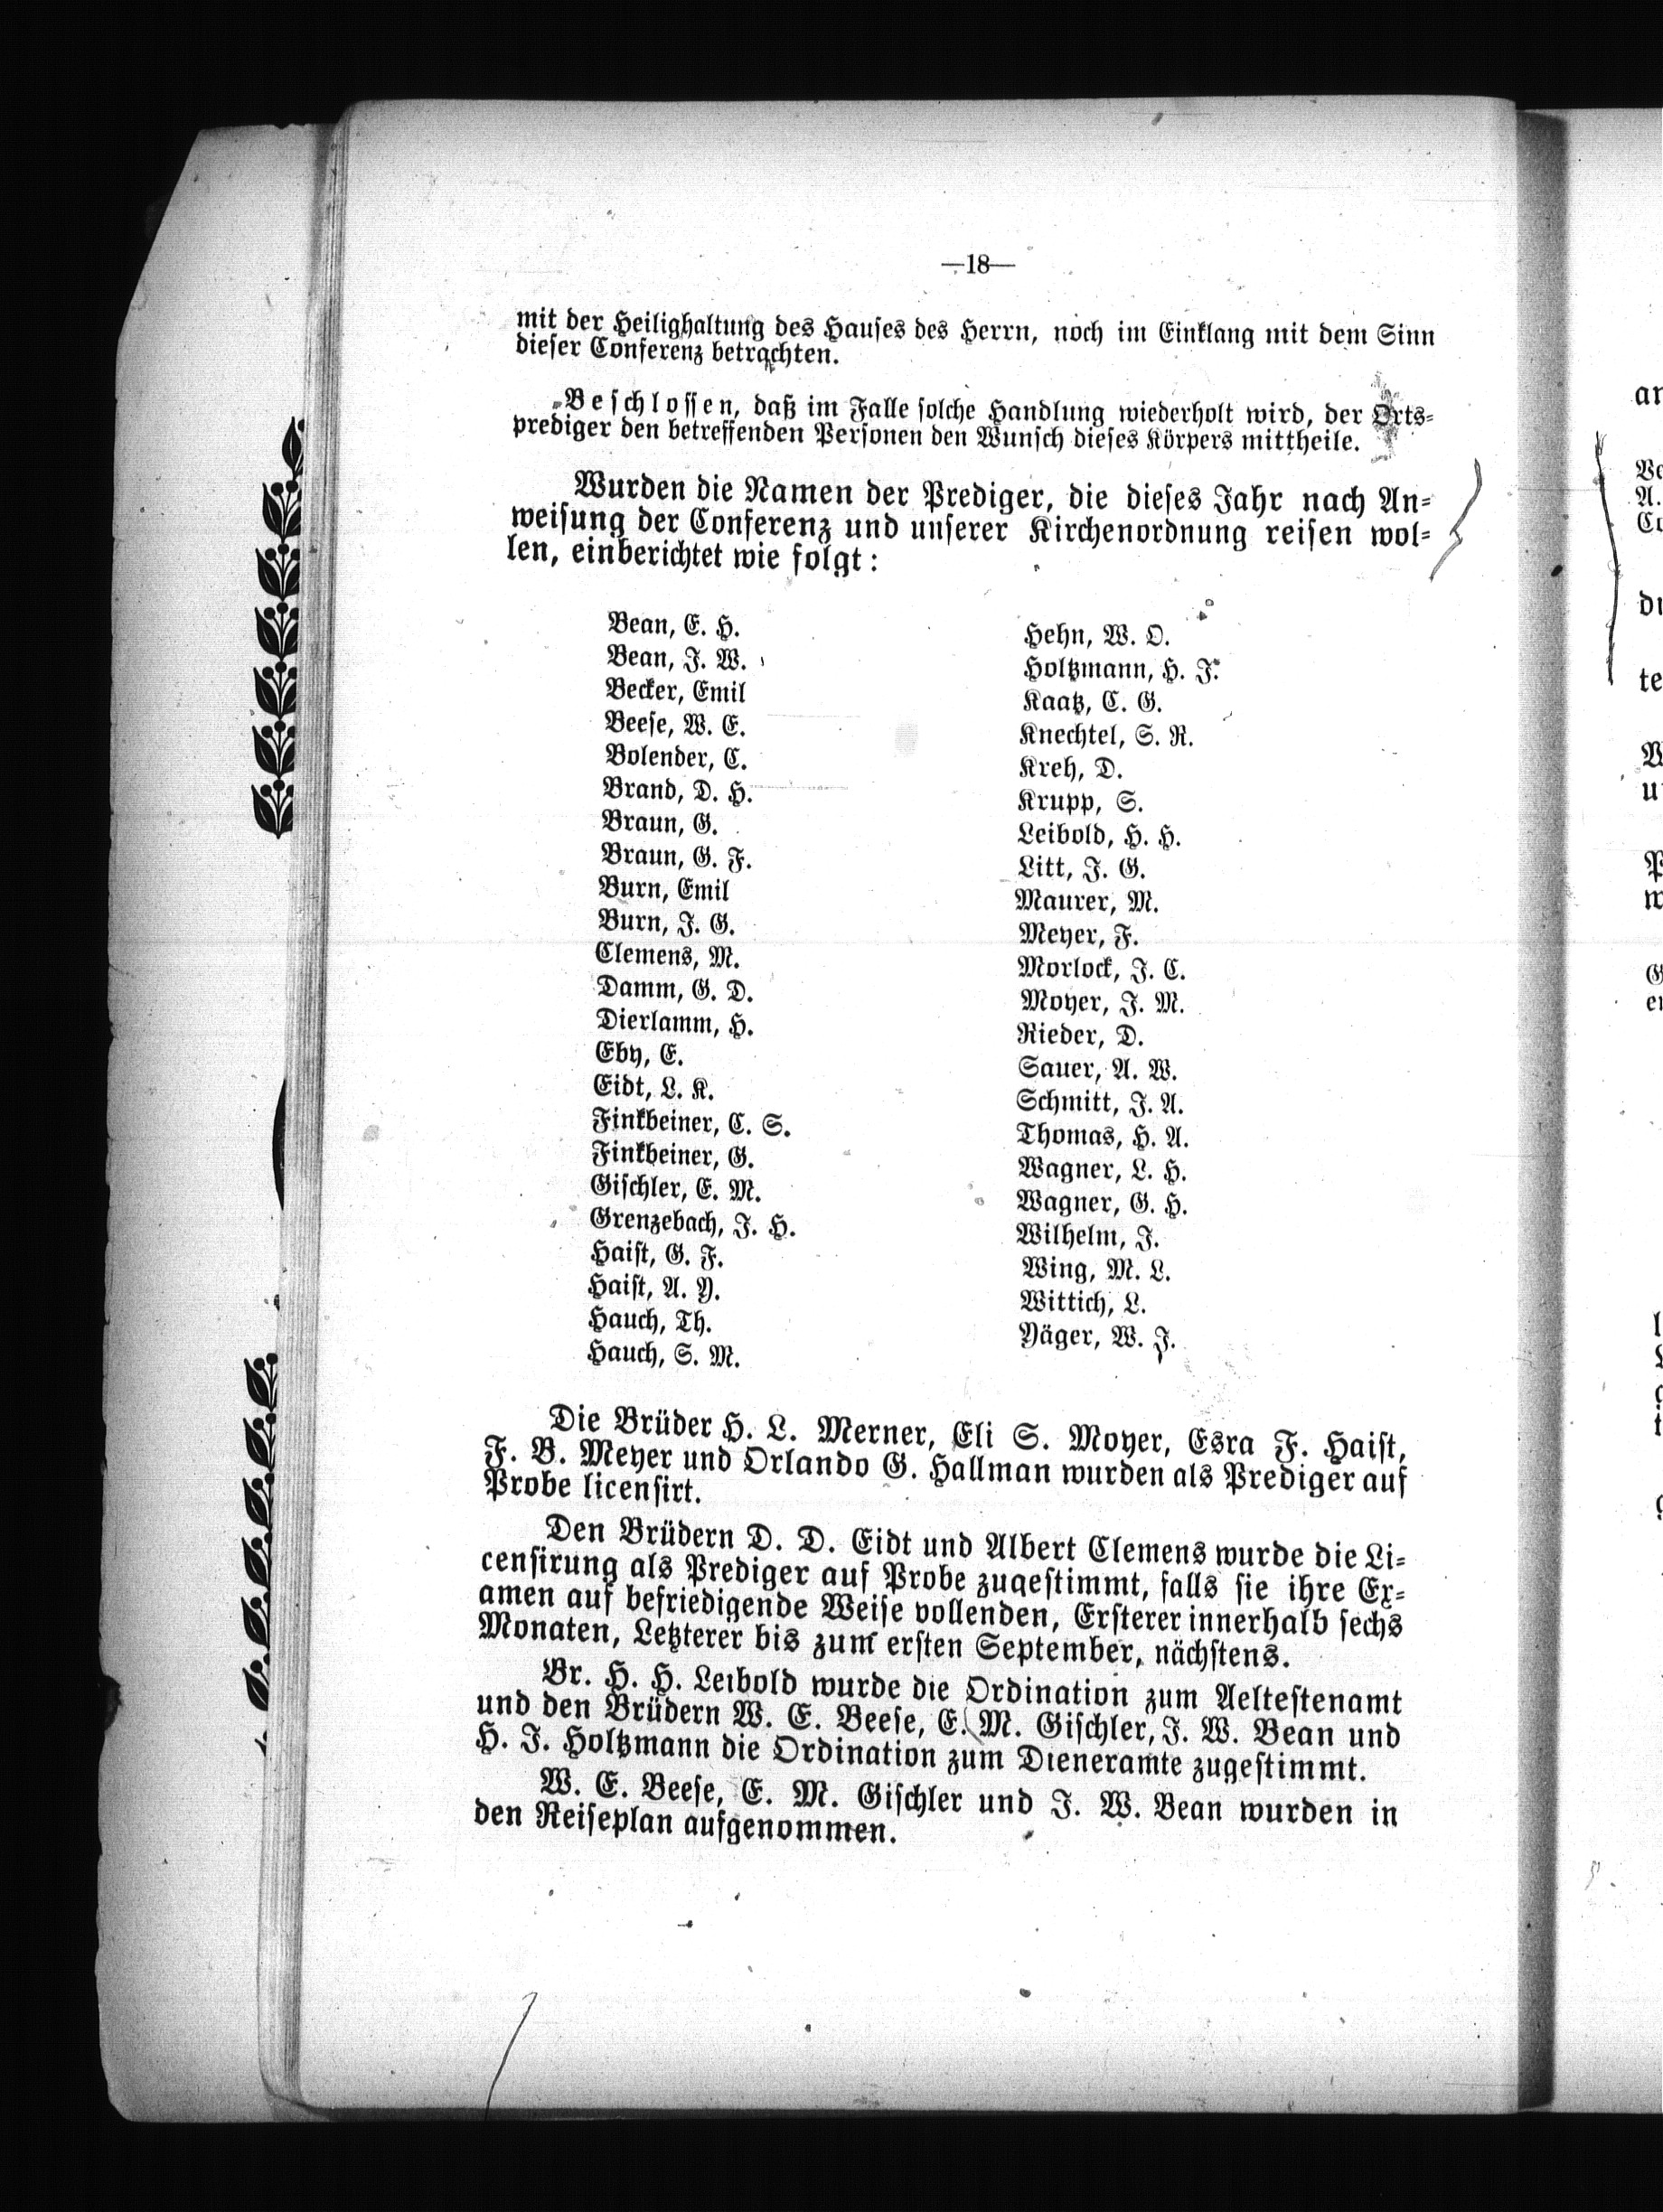 —18—
mit der Heilighaltung des Hauses des Herrn, noch im Einklang mit dem Sinn
dieser Conferenz betrachten.
Beschlossen, daß im Falle solche Handlung wiederholt wird, der Orts-
prediger den betreffenden Personen den Wunsch dieses Körpers mittheile.
Wurden die Namen der Prediger, die dieses Jahr nach An-
weisung der Conferenz und unserer Kirchenordnung reisen wol-
len, einberichtet wie folgt:
Bean, E. H.
Bean, J. W.
Becker, Emil
Beese, W. E.
Bolender, C.
Brand, D. H.
Braun, G.
Braun, G. F.
Burn, Emil
Burn, J. G.
Clemens, M.
Damm, G. D.
Dierlamm, H.
Eby, E.
Eidt, L. K.
Finkbeiner, C. S.
Finkbeiner, G.
Gischler, E. M.
Grenzebach, J. H.
Haist, G. F.
Haist, A. Y.
Hauch, Th.
Hauch, S. M.
Hehn, W. O.
Holtzmann, H. J.
Kaatz, C. G.
Knechtel, S. R.
Kreh, D.
Krupp, S.
Leibold, H. H.
Litt, J. G.
Maurer, M.
Meyer, F.
Morlock, J. C.
Moyer, J. M.
Rieder, D.
Sauer, A. W.
Schmitt, J. A.
Thomas, H. A.
Wagner, L. H.
Wagner, G. H.
Wilhelm, J.
Wing, M. L.
Wittich, L.
Yäger, W. J.
Die Brüder H. L. Merner, Eli S. Moyer, Esra F. Haist,
F. B. Meyer und Orlando G. Hallman wurden als Prediger auf
Probe licensirt.
Den Brüdern D. D. Eidt und Albert Clemens wurde die Li-
censirung als Prediger auf Probe zugestimmt, falls sie ihre Ex-
amen auf befriedigende Weise vollenden, Ersterer innerhalb sechs
Monaten, Letzterer bis zum ersten September, nächstens.
Br. H. H. Leibold wurde die Ordination zum Aeltestenamt
und den Brüdern W. E. Beese, E. M. Gischler, J. W. Bean und
H. J. Holtzmann die Ordination zum Dieneramte zugestimmt.
W. E. Beese, E. M. Gischler und J. W. Bean wurden in
den Reiseplan aufgenommen.